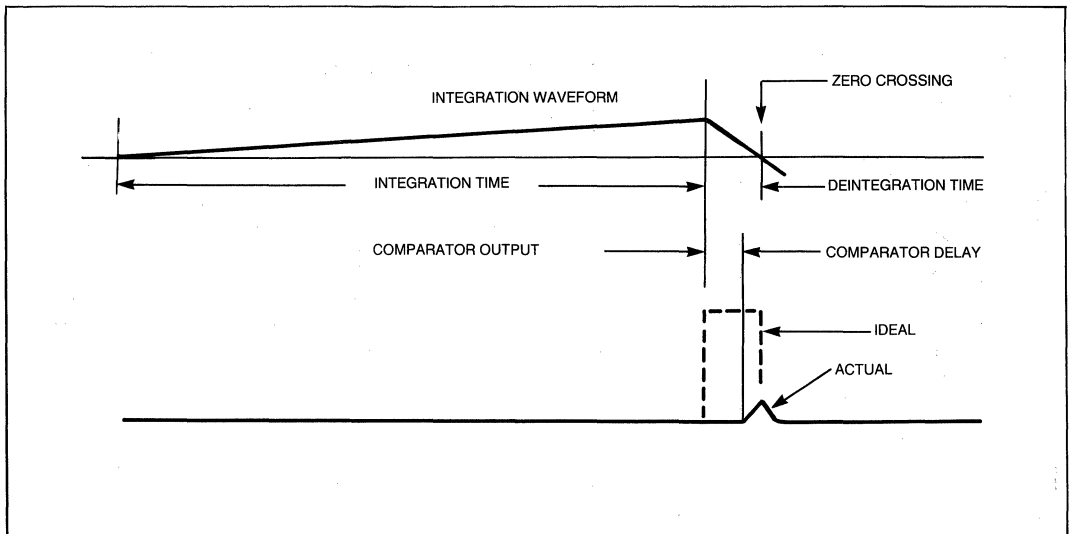 ZERO CROSSING
INTEGRATION WAVEFORM
INTEGRATION TIME
DEINTEGRATION TIME
COMPARATOR OUTPUT
COMPARATOR DELAY
IDEAL
ACTUAL